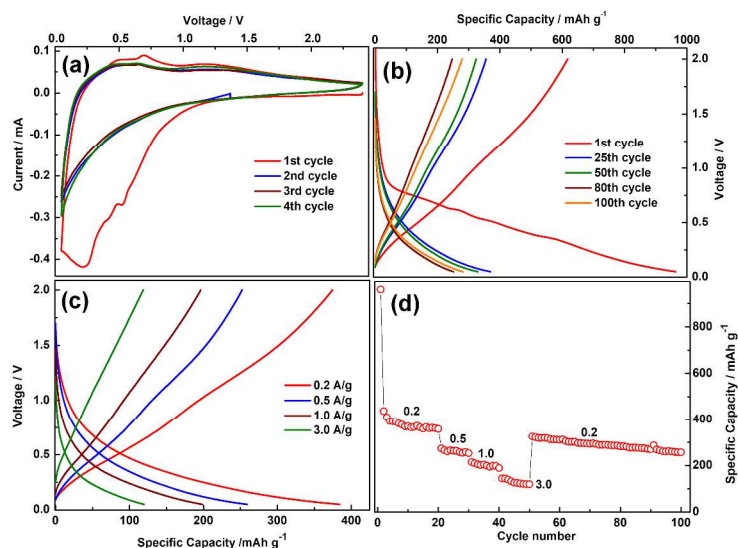 Voltage / V
0.0 0.5 1.0 1.5 2.0
(a)
Current / mA
0.1
0.0
-0.1
-0.2
-0.3
-0.4
1st cycle
2nd cycle
3rd cycle
4th cycle
Specific Capacity / mAh g-1
0 200 400 600 800 1000
(b)
Voltage / V
2.0
1.5
1.0
0.5
0.0
1st cycle
25th cycle
50th cycle
80th cycle
100th cycle
(c)
Voltage / V
2.0
1.5
1.0
0.5
0.0
0.2 A/g
0.5 A/g
1.0 A/g
3.0 A/g
0 100 200 300 400
Specific Capacity /mAh g-1
(d)
Specific Capacity / mAh g-1
800
600
400
200
0
0.2
0.5
1.0
3.0
0.2
0 20 40 60 80 100
Cycle number